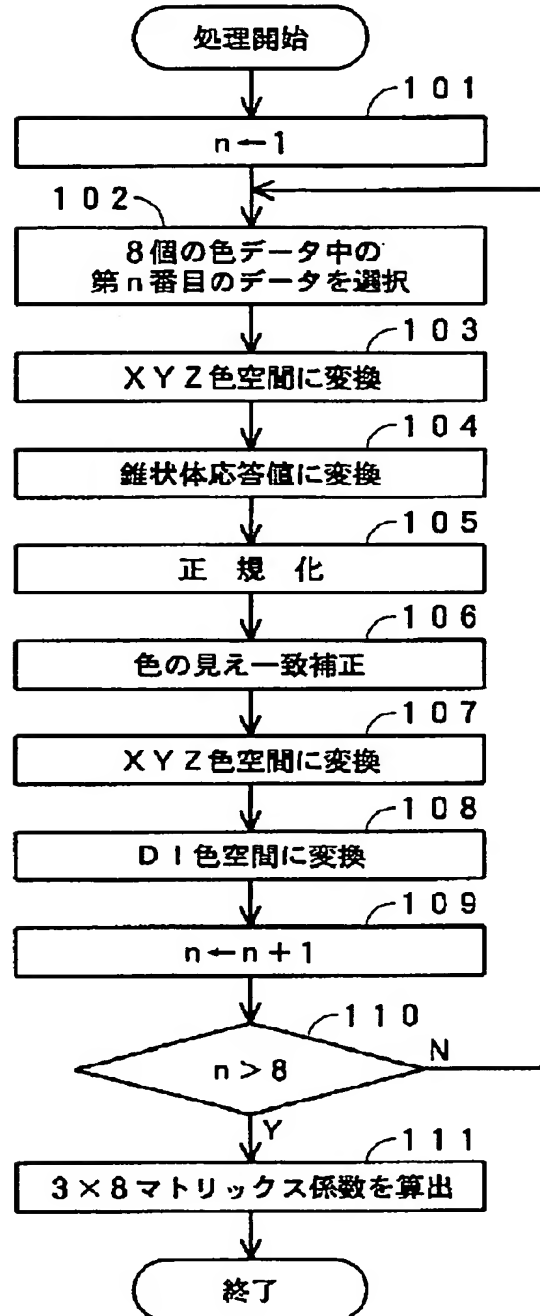 処理開始
101
n←1
102
8個の色データ中の
第n番目のデータを選択
103
XYZ色空間に変換
104
錐状体応答値に変換
105
正 規 化
106
色の見え一致補正
107
XYZ色空間に変換
108
DI色空間に変換
109
n←n+1
110
n>8
N
Y
111
3×8マトリックス係数を算出
終了